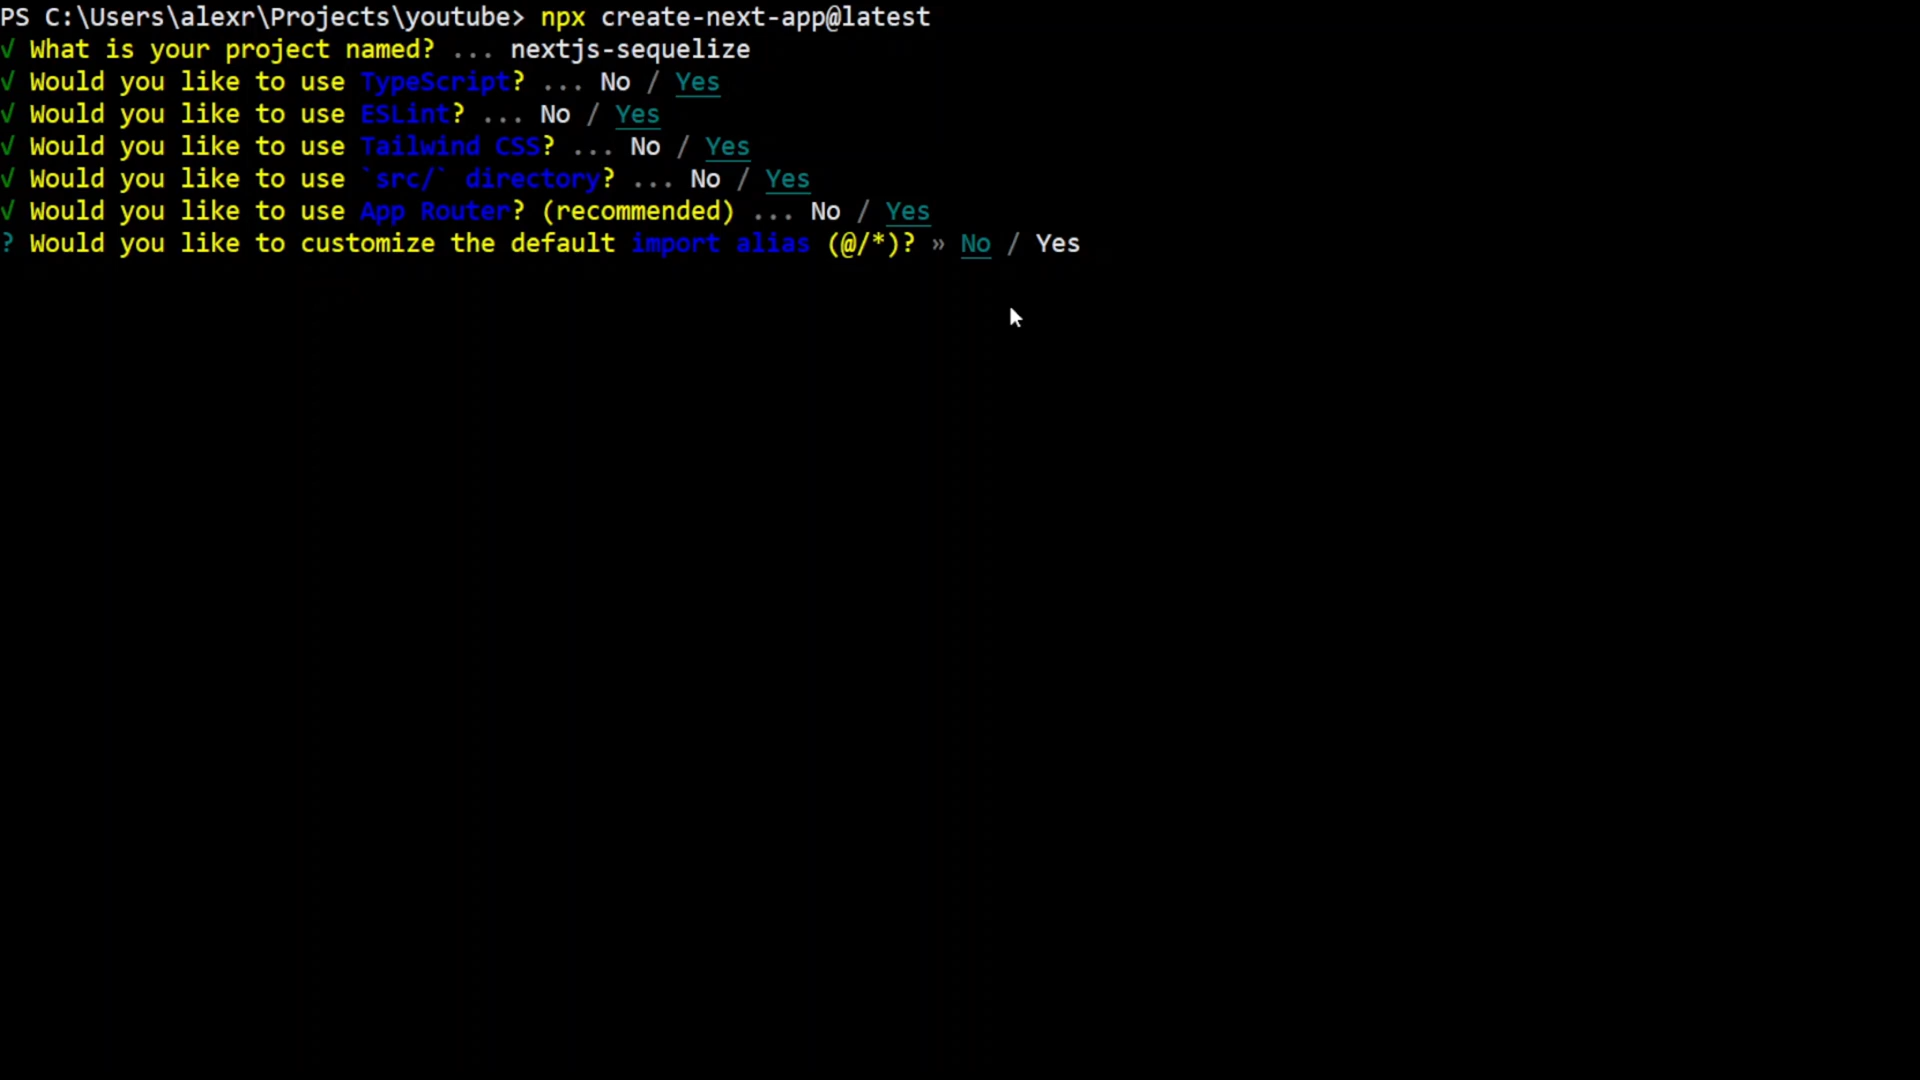 PS C:\Users\alexr\Projects\youtube> npx create-next-app@latest
√ What is your project named? ... nextjs-sequelize
√ Would you like to use TypeScript? ... No / Yes
√ Would you like to use ESLint? ... No / Yes
√ Would you like to use Tailwind CSS? ... No / Yes
√ Would you like to use `src/` directory? ... No / Yes
√ Would you like to use App Router? (recommended) ... No / Yes
? Would you like to customize the default import alias (@/*)? » No / Yes